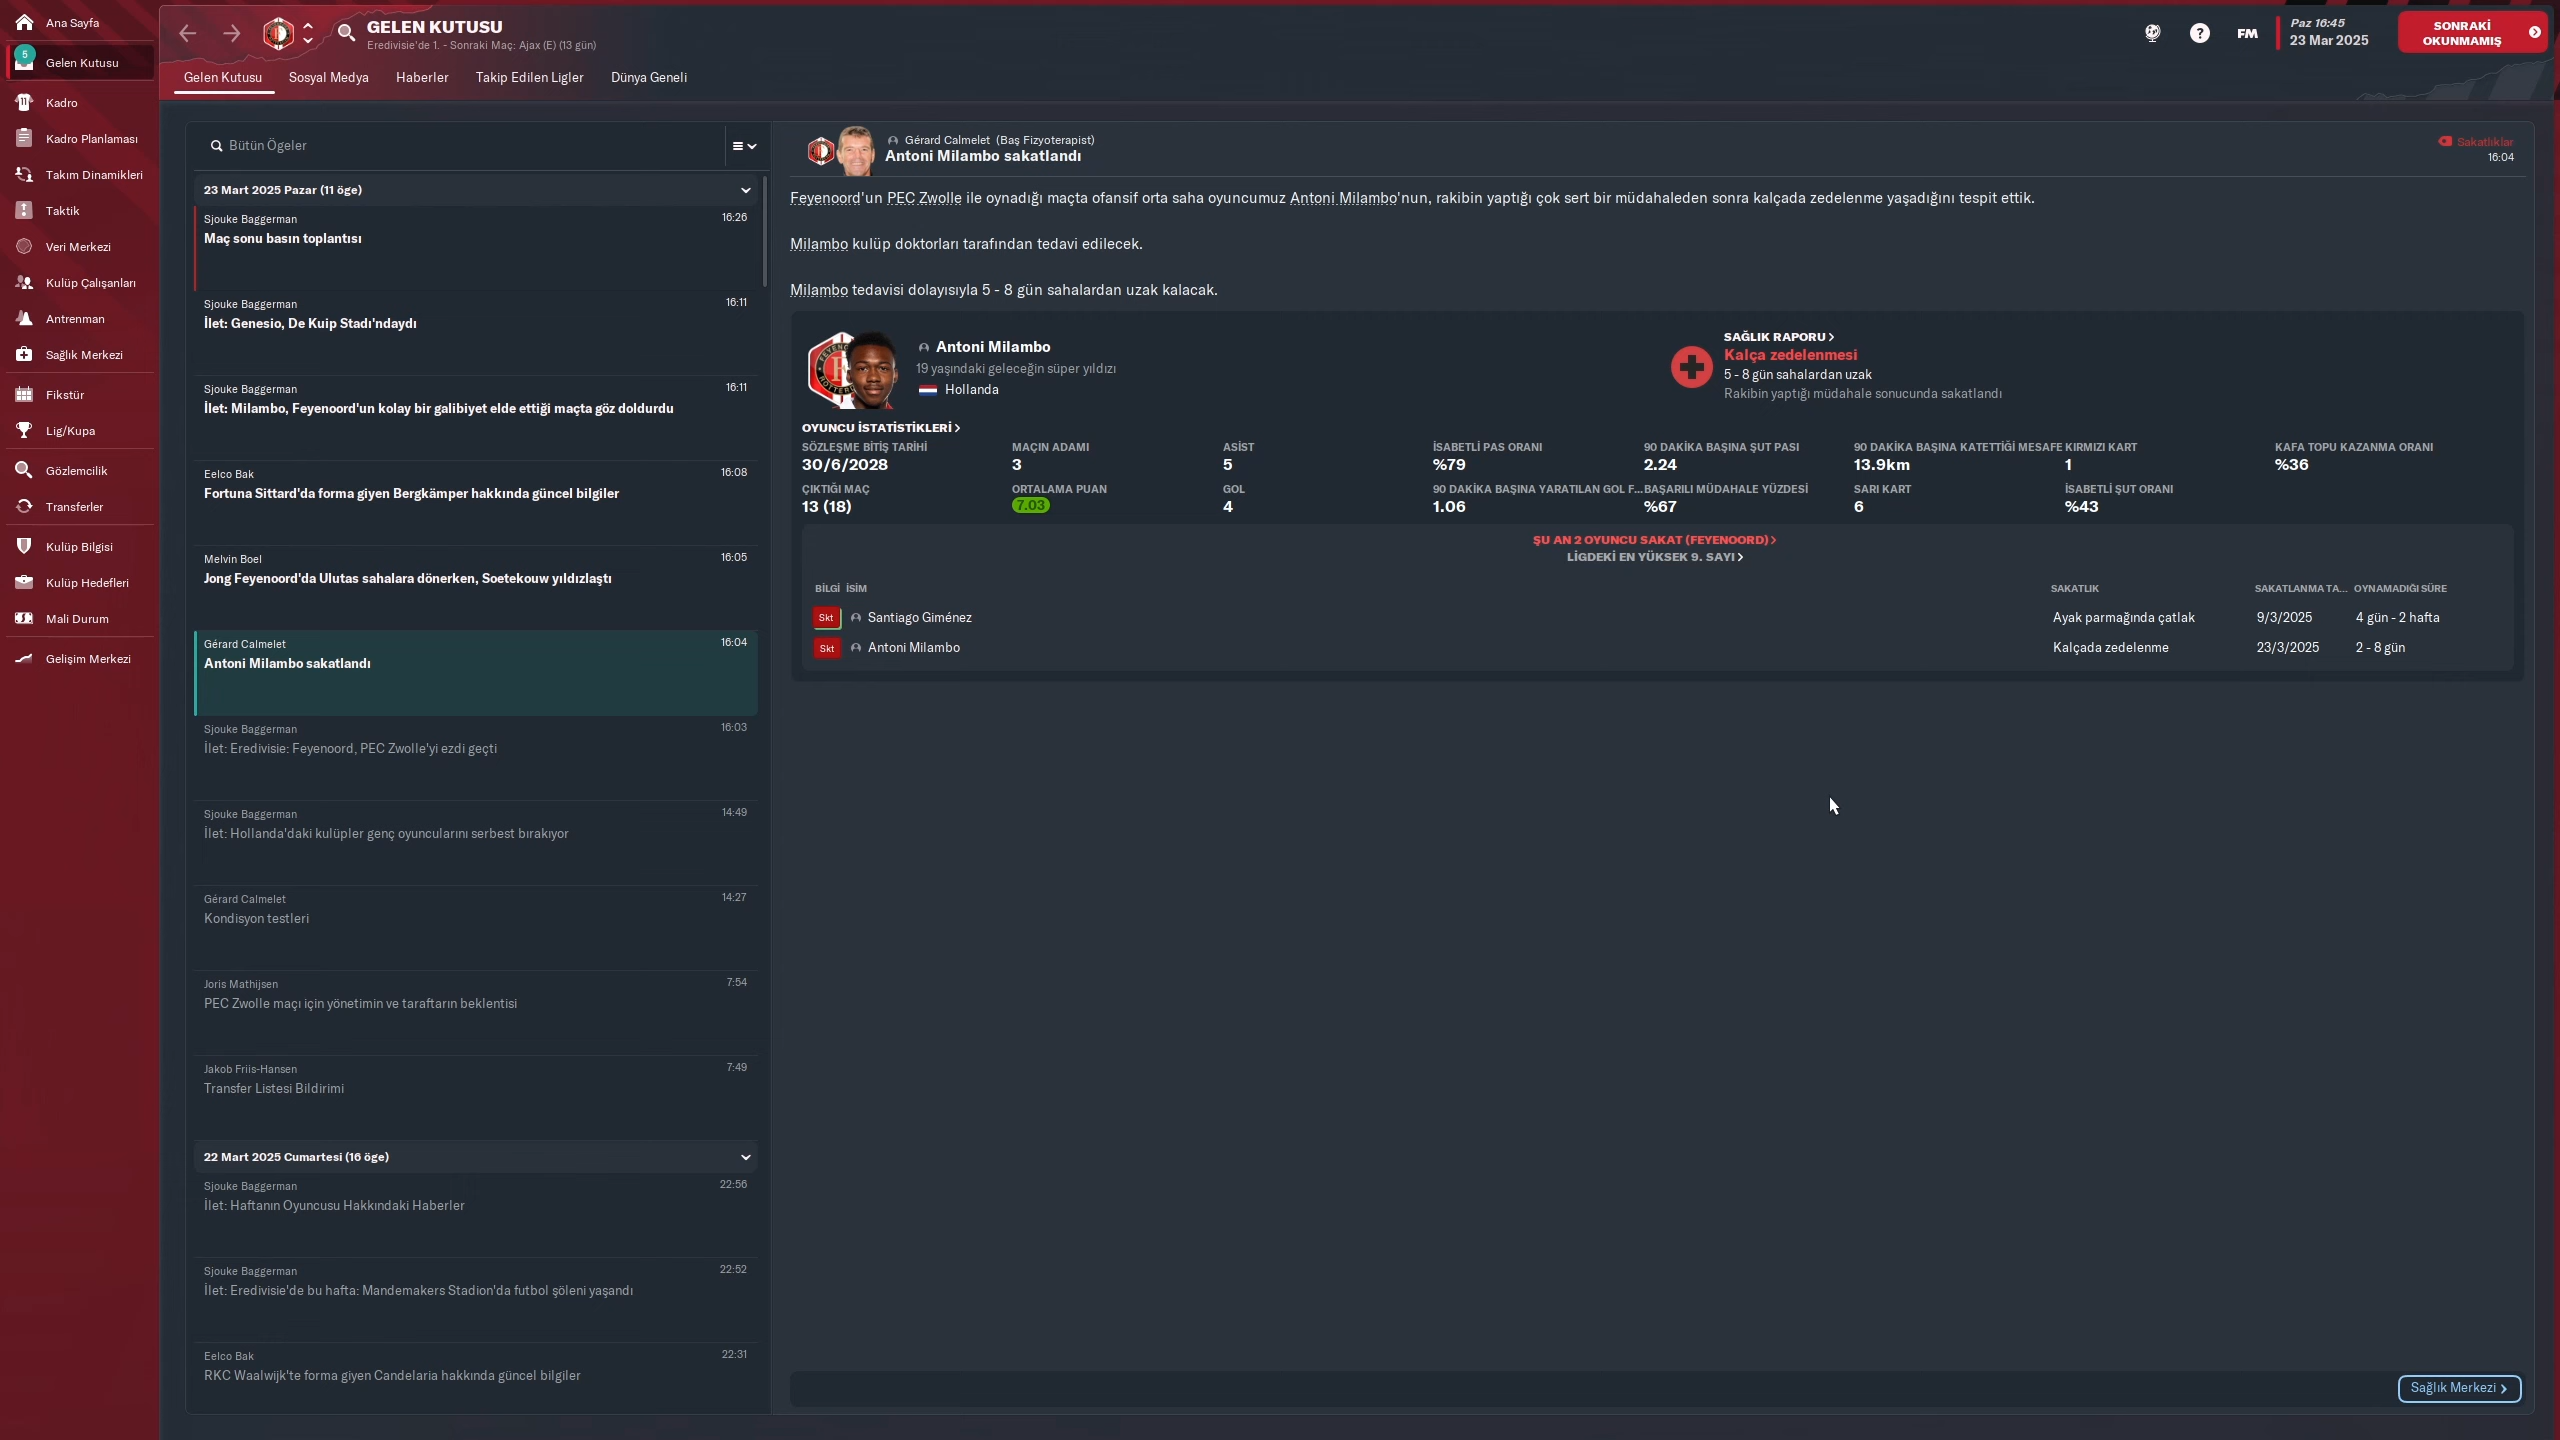 Ana Sayfa
5
Gelen Kutusu
Kadro
Kadro Planlaması
Takım Dinamikleri
Taktik
Veri Merkezi
Kulüp Çalışanları
Antrenman
Sağlık Merkezi
Fikstür
Lig/Kupa
Gözlemcilik
Transferler
Kulüp Bilgisi
Kulüp Hedefleri
Mali Durum
Gelişim Merkezi
GELEN KUTUSU
Eredivisie'de 1. - Sonraki Maç: Ajax (E) (13 gün)
FM
Paz 16:45
23 Mar 2025
SONRAKİ
OKUNMAMIŞ
Gelen Kutusu Sosyal Medya Haberler Takip Edilen Ligler Dünya Geneli
Bütün Ögeler
23 Mart 2025 Pazar (11 öge)
Sjouke Baggerman 16:26
Maç sonu basın toplantısı
Sjouke Baggerman 16:11
İlet: Genesio, De Kuip Stadı'ndaydı
Sjouke Baggerman 16:11
İlet: Milambo, Feyenoord'un kolay bir galibiyet elde ettiği maçta göz doldurdu
Eelco Bak 16:08
Fortuna Sittard'da forma giyen Bergkämper hakkında güncel bilgiler
Melvin Boel 16:05
Jong Feyenoord'da Ulutas sahalara dönerken, Soetekouw yıldızlaştı
Gérard Calmelet 16:04
Antoni Milambo sakatlandı
Sjouke Baggerman 16:03
İlet: Eredivisie: Feyenoord, PEC Zwolle'yi ezdi geçti
Sjouke Baggerman 14:49
İlet: Hollanda'daki kulüpler genç oyuncularını serbest bırakıyor
Gérard Calmelet 14:27
Kondisyon testleri
Joris Mathijsen 7:54
PEC Zwolle maçı için yönetimin ve taraftarın beklentisi
Jakob Friis-Hansen 7:49
Transfer Listesi Bildirimi
22 Mart 2025 Cumartesi (16 öge)
Sjouke Baggerman 22:56
İlet: Haftanın Oyuncusu Hakkındaki Haberler
Sjouke Baggerman 22:52
İlet: Eredivisie'de bu hafta: Mandemakers Stadion'da futbol şöleni yaşandı
Eelco Bak 22:31
RKC Waalwijk'te forma giyen Candelaria hakkında güncel bilgiler
Gérard Calmelet (Baş Fizyoterapist)
Antoni Milambo sakatlandı
Sakatlıklar
16:04
Feyenoord'un PEC Zwolle ile oynadığı maçta ofansif orta saha oyuncumuz Antoni Milambo'nun, rakibin yaptığı çok sert bir müdahaleden sonra kalçada zedelenme yaşadığını tespit ettik.
Milambo kulüp doktorları tarafından tedavi edilecek.
Milambo tedavisi dolayısıyla 5 - 8 gün sahalardan uzak kalacak.
Antoni Milambo
19 yaşındaki geleceğin süper yıldızı
Hollanda
SAĞLIK RAPORU
Kalça zedelenmesi
5 - 8 gün sahalardan uzak
Rakibin yaptığı müdahale sonucunda sakatlandı
OYUNCU İSTATİSTİKLERİ
SÖZLEŞME BİTİŞ TARİHİ MAÇIN ADAMI ASİST İSABETLİ PAS ORANI 90 DAKİKA BAŞINA ŞUT PASI 90 DAKİKA BAŞINA KATETTİĞİ MESAFE KIRMIZI KART KAFA TOPU KAZANMA ORANI
30/6/2028 3 5 %79 2.24 13.9km 1 %36
ÇIKTIĞI MAÇ ORTALAMA PUAN GOL 90 DAKİKA BAŞINA YARATILAN GOL F... BAŞARILI MÜDAHALE YÜZDESİ SARI KART İSABETLİ ŞUT ORANI
13 (18) 7.03 4 1.06 %67 6 %43
ŞU AN 2 OYUNCU SAKAT (FEYENOORD)
LİGDEKİ EN YÜKSEK 9. SAYI
BİLGİ İSİM SAKATLIK SAKATLANMA TA... OYNAMADIĞI SÜRE
Skt Santiago Giménez Ayak parmağında çatlak 9/3/2025 4 gün - 2 hafta
Skt Antoni Milambo Kalçada zedelenme 23/3/2025 2 - 8 gün
Sağlık Merkezi